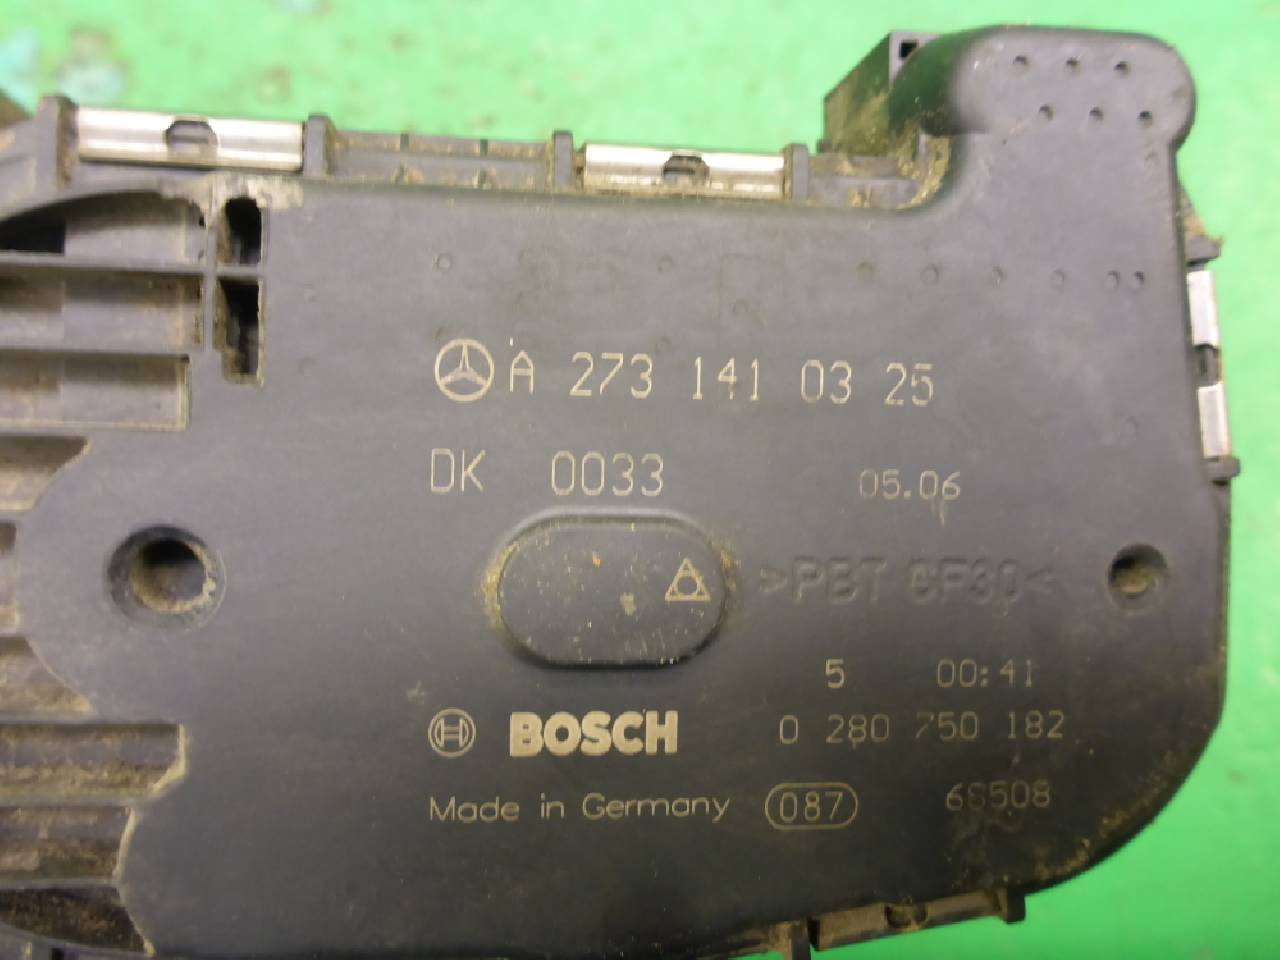 A 273 141 03 25
DK 0033 05.06
>PBT GF30<
5 00:41
BOSCH 0 280 750 182
Made in Germany 087 68508